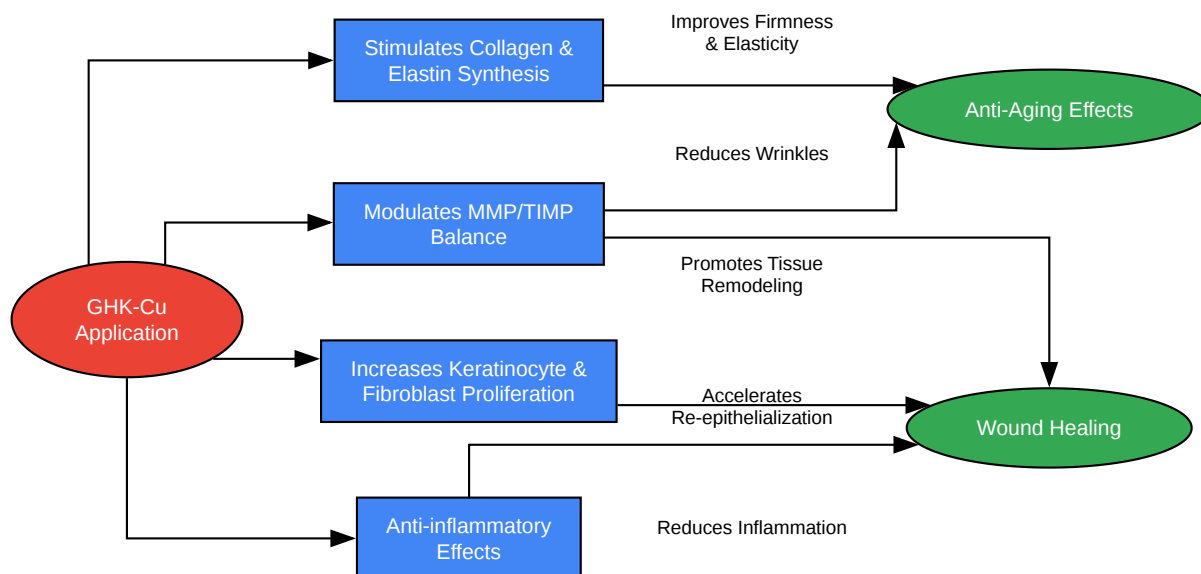 Improves Firmness
& Elasticity
Stimulates Collagen &
Elastin Synthesis
Anti-Aging Effects
Reduces Wrinkles
Modulates MMP/TIMP
Balance
Promotes Tissue
Remodeling
GHK-Cu
Application
Increases Keratinocyte &
Fibroblast Proliferation
Accelerates
Re-epithelialization
Wound Healing
Anti-inflammatory
Effects
Reduces Inflammation